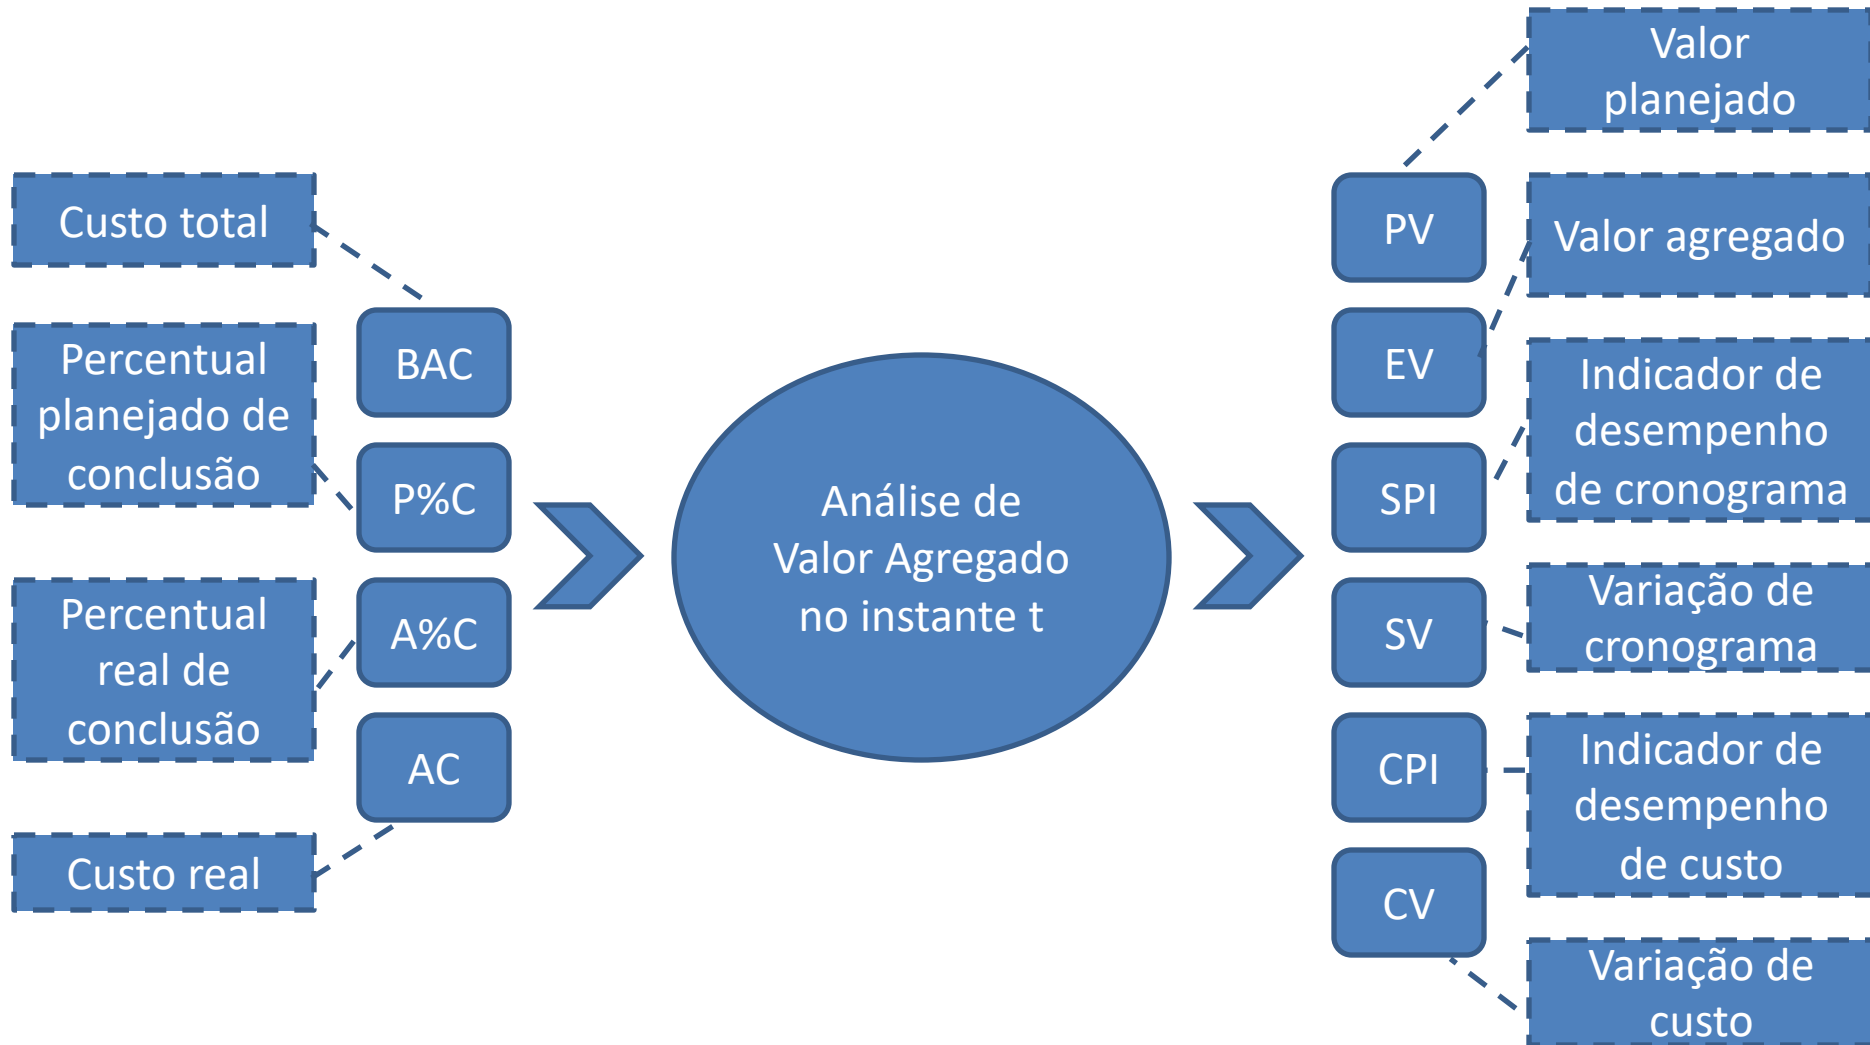 Custo total
Percentual
planejado de
conclusão
Percentual
real de
conclusão
Custo real
BAC
P%C
A%C
AC
Análise de
Valor Agregado
no instante t
PV
EV
SPI
SV
CPI
CV
Valor
planejado
Valor agregado
Indicador de
desempenho
de cronograma
Variação de
cronograma
Indicador de
desempenho
de custo
Variação de
custo